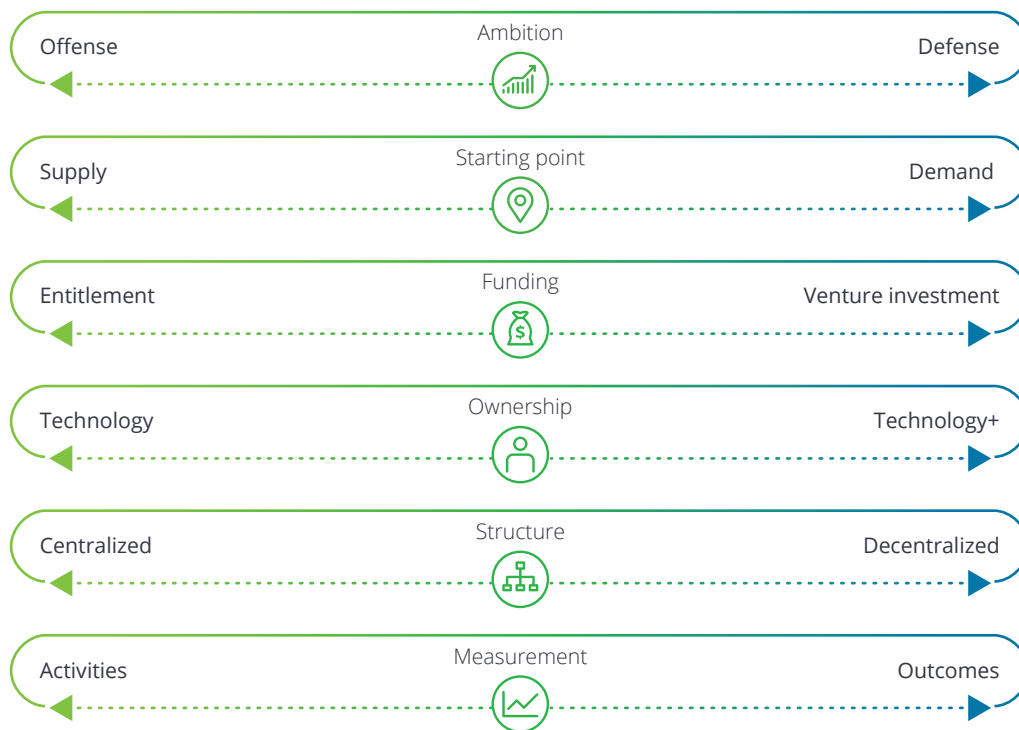 Ambition
Offense
Defense
Starting point
Supply
Demand
Funding
Entitlement
Venture investment
$
Ownership
Technology
Technology+
Structure
Centralized
Decentralized
Measurement
Activities
Outcomes